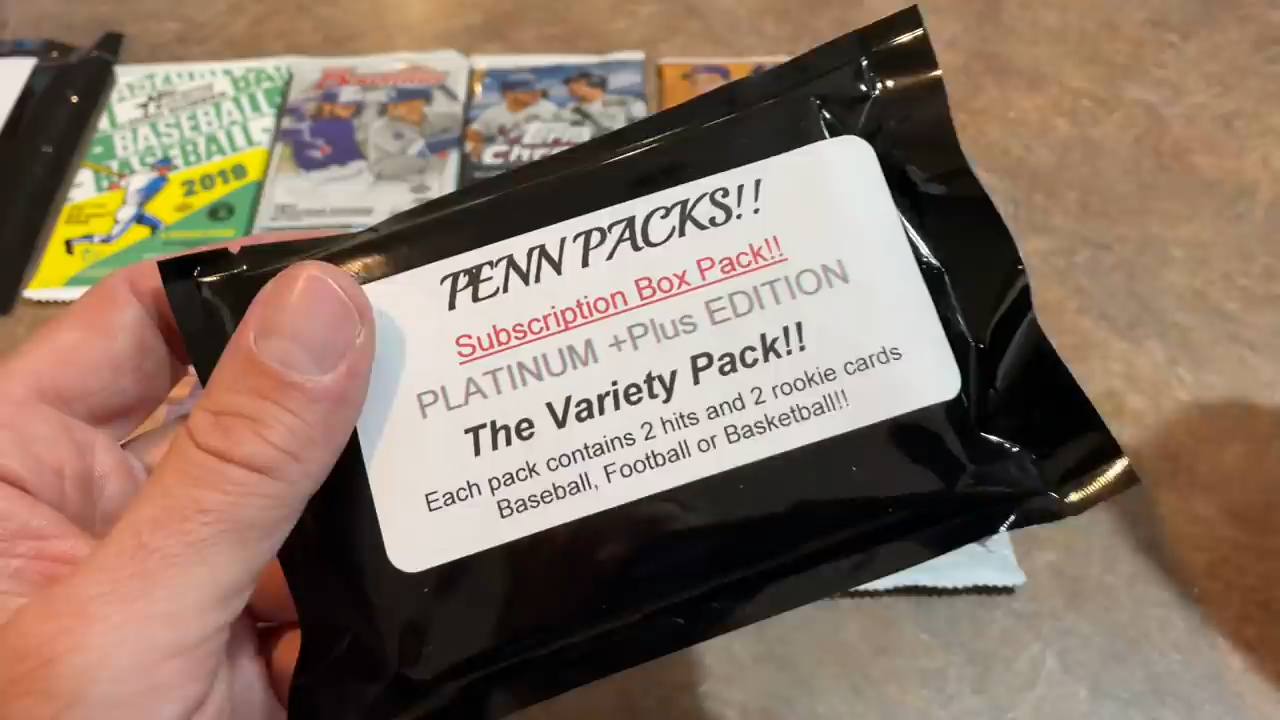 BASEBALL
BASEBALL
2019
Bowman
Chrome
PENN PACKS!!
Subscription Box Pack!!
PLATINUM +Plus EDITION
The Variety Pack!!
Each pack contains 2 hits and 2 rookie cards
Baseball, Football or Basketball!!